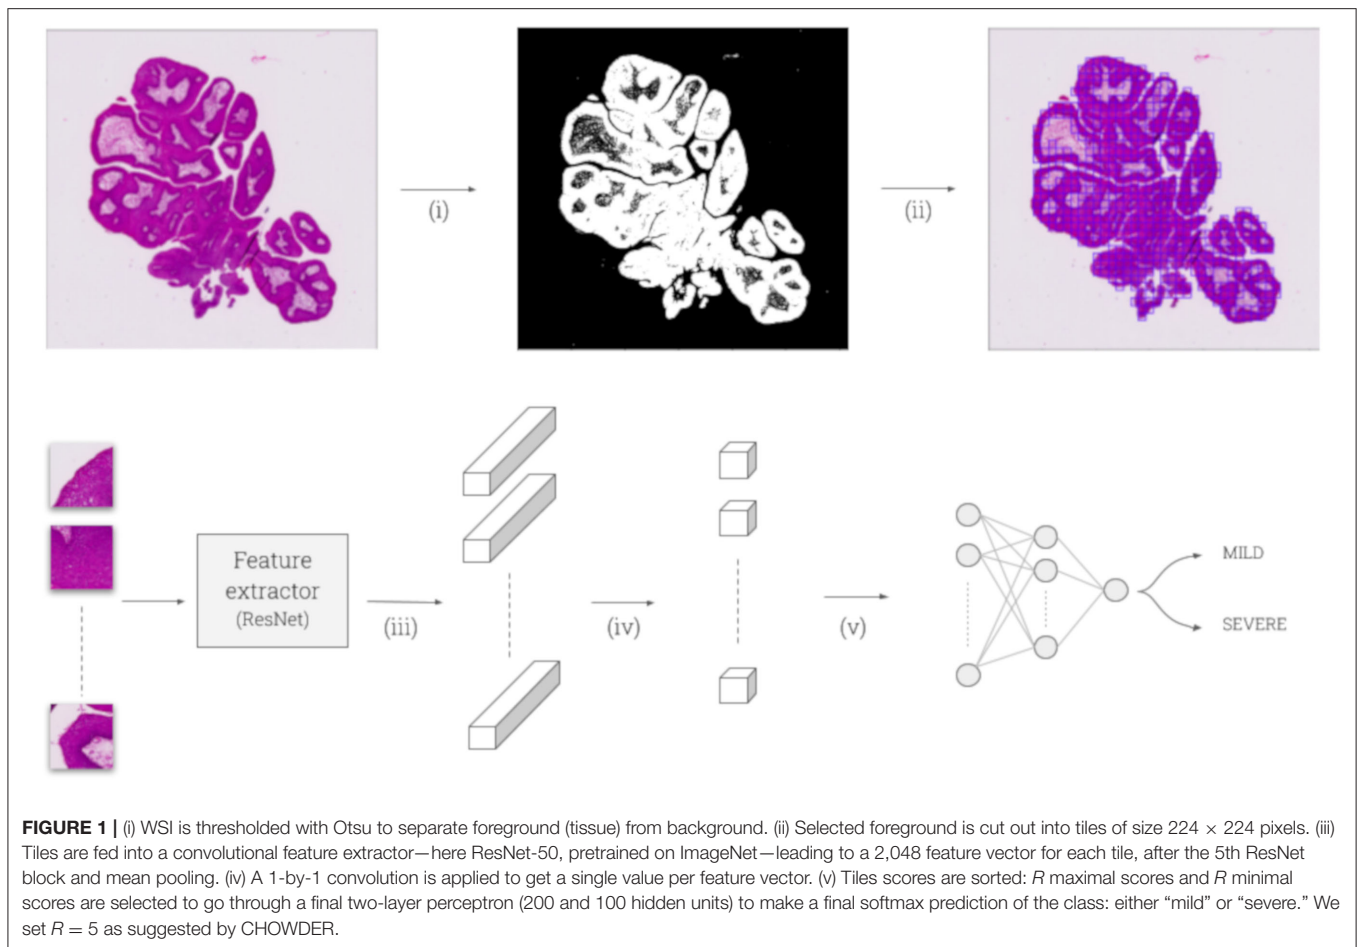 (i)
(ii)
Feature
extractor
(ResNet)
(iii)
(iv)
(v)
MILD
SEVERE
FIGURE 1 | (i) WSI is thresholded with Otsu to separate foreground (tissue) from background. (ii) Selected foreground is cut out into tiles of size 224 × 224 pixels. (iii)
Tiles are fed into a convolutional feature extractor—here ResNet-50, pretrained on ImageNet—leading to a 2,048 feature vector for each tile, after the 5th ResNet
block and mean pooling. (iv) A 1-by-1 convolution is applied to get a single value per feature vector. (v) Tiles scores are sorted: R maximal scores and R minimal
scores are selected to go through a final two-layer perceptron (200 and 100 hidden units) to make a final softmax prediction of the class: either “mild” or “severe.” We
set R = 5 as suggested by CHOWDER.